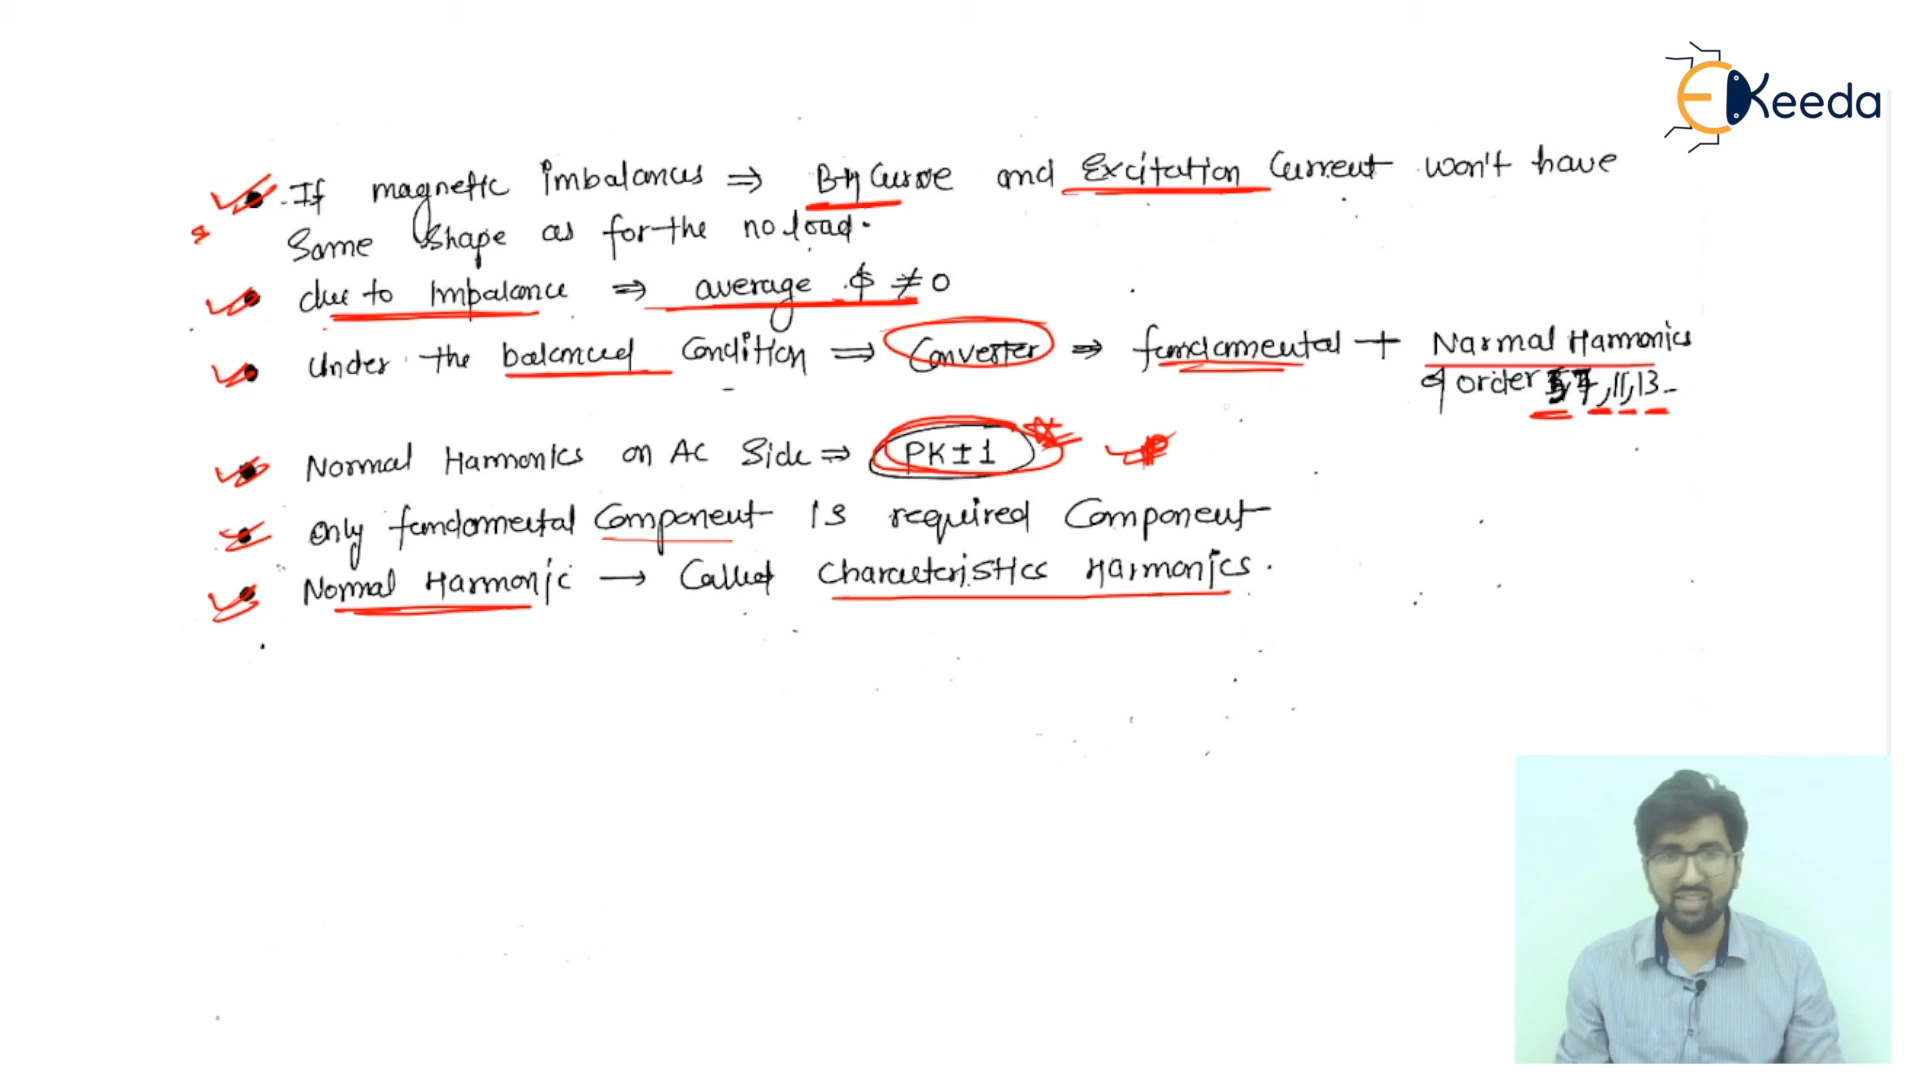 EKeeda
If magnetic imbalances ⇒ B-H Curve and Excitation Current won't have
Same shape as for the no load.
due to Imbalance ⇒ average ϕ ≠ 0
Under the balanced Condition ⇒ Converter ⇒ fundamental + Normal Harmonics
of order 5, 7, 11, 13 -
Normal Harmonics on AC Side ⇒ PK ± 1
Only fundamental Component is required Component
Normal Harmonic → Called Characteristics Harmonics.